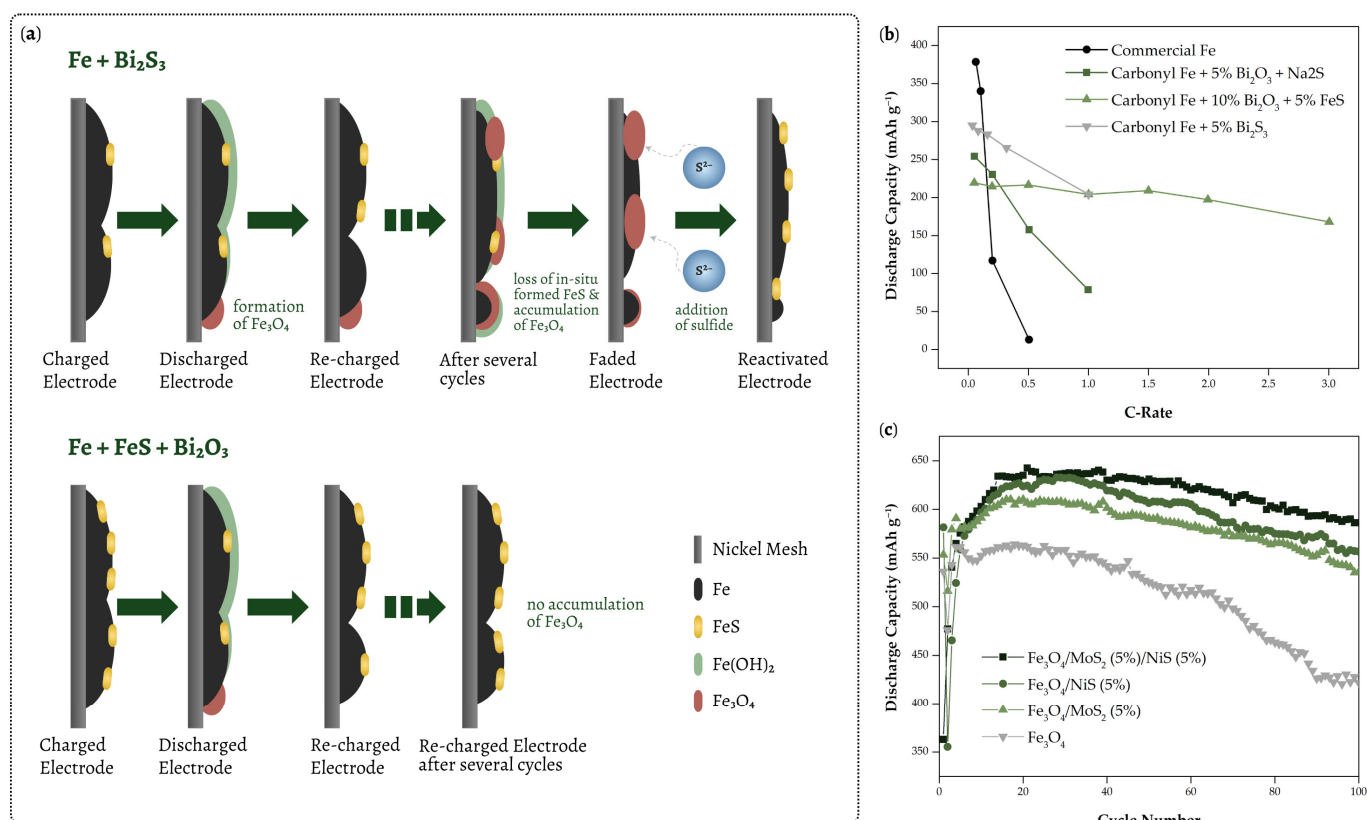 (a)
Fe + Bi₂S₃
S²⁻
S²⁻
formation
of Fe₃O₄
loss of in-situ
formed FeS &
accumulation
of Fe₃O₄
addition
of sulfide
Charged
Electrode
Discharged
Electrode
Re-charged
Electrode
After several
cycles
Faded
Electrode
Reactivated
Electrode
Fe + FeS + Bi₂O₃
no accumulation
of Fe₃O₄
Nickel Mesh
Fe
FeS
Fe(OH)₂
Fe₃O₄
Charged
Electrode
Discharged
Electrode
Re-charged
Electrode
Re-charged Electrode
after several cycles
(b)
Discharge Capacity (mAh g⁻¹)
400
350
300
250
200
150
100
50
0
Commercial Fe
Carbonyl Fe + 5% Bi₂O₃ + Na2S
Carbonyl Fe + 10% Bi₂O₃ + 5% FeS
Carbonyl Fe + 5% Bi₂S₃
0.0 0.5 1.0 1.5 2.0 2.5 3.0
C-Rate
(c)
Discharge Capacity (mAh g⁻¹)
650
600
550
500
450
400
350
Fe₃O₄/MoS₂ (5%)/NiS (5%)
Fe₃O₄/NiS (5%)
Fe₃O₄/MoS₂ (5%)
Fe₃O₄
0 20 40 60 80 100
Cycle Number